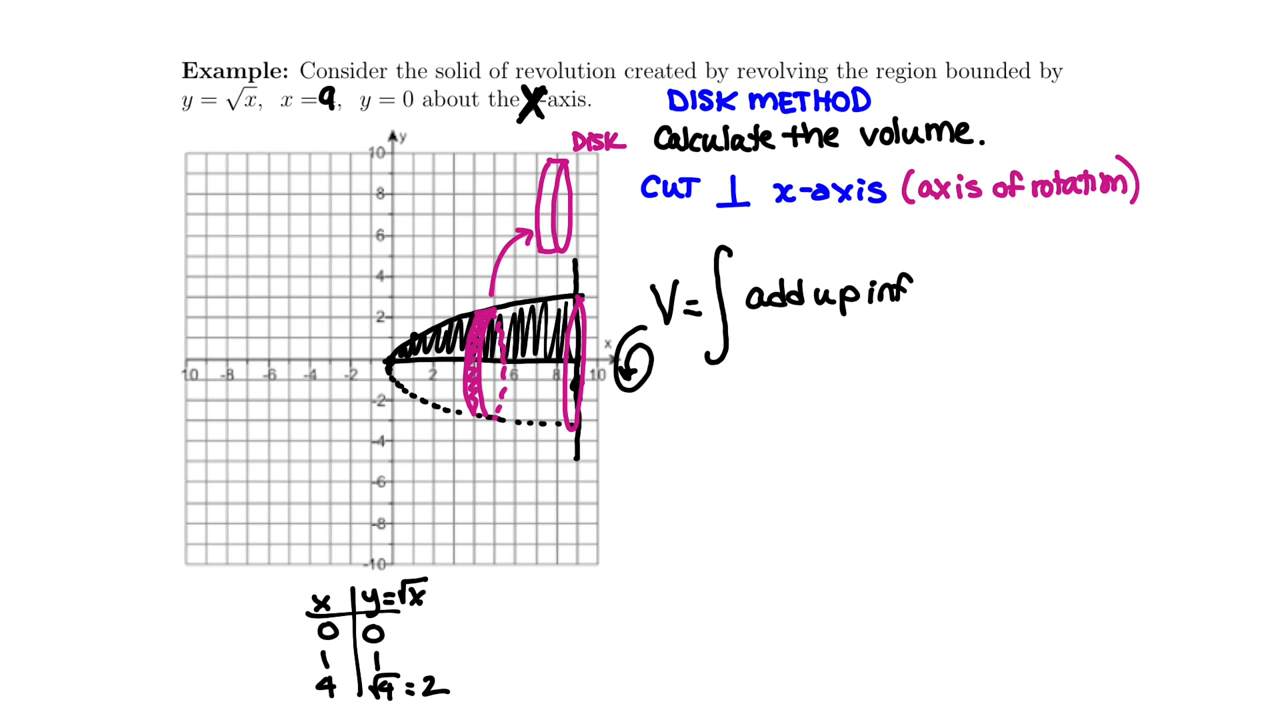 Example: Consider the solid of revolution created by revolving the region bounded by
y = √x, x = 9, y = 0 about the X-axis.
DISK METHOD
DISK
Calculate the volume.
CUT ⊥ x-axis (axis of rotation)
V = ∫ add up inf
y
10
8
6
4
2
x
10 -8 -6 -4 -2 2 6 8 10
-2
-4
-6
-8
-10
x | y=√x
0 | 0
1 | 1
4 | √4 = 2